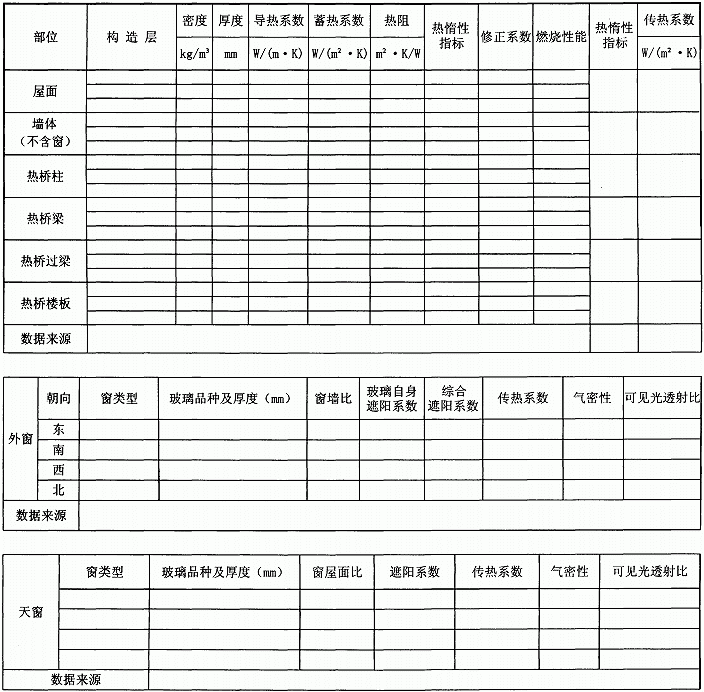 部位 构造层 密度 厚度 导热系数 蓄热系数 热阻 热惰性指标 修正系数 燃烧性能 热惰性指标 传热系数
kg/m³ mm W/(m·K) W/(m²·K) m²·K/W W/(m²·K)
屋面
墙体
（不含窗）
热桥柱
热桥梁
热桥过梁
热桥楼板
数据来源
外窗 朝向 窗类型 玻璃品种及厚度（mm） 窗墙比 玻璃自身遮阳系数 综合遮阳系数 传热系数 气密性 可见光透射比
东
南
西
北
数据来源
天窗 窗类型 玻璃品种及厚度（mm） 窗屋面比 遮阳系数 传热系数 气密性 可见光透射比
数据来源